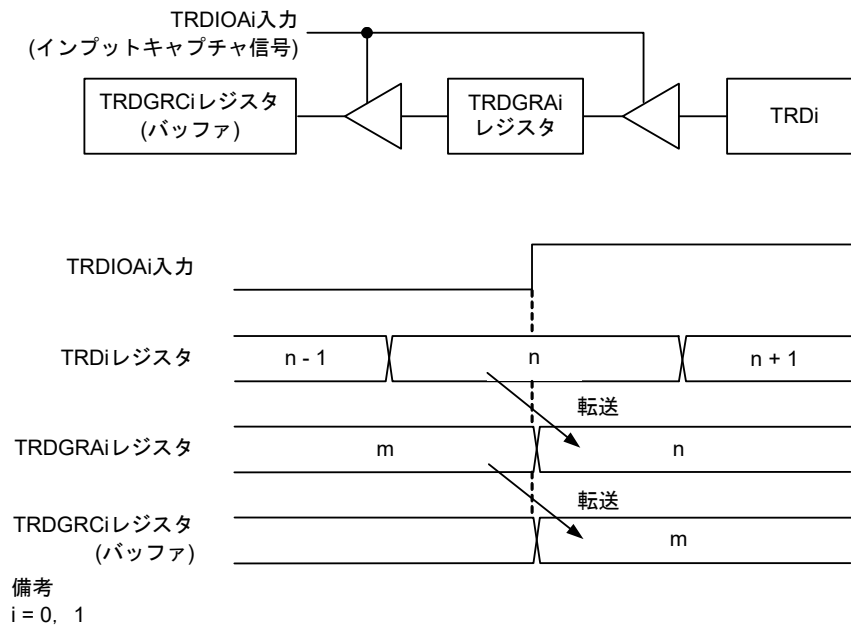 TRDIOAi入力
(インプットキャプチャ信号)
TRDGRCiレジスタ
(バッファ)
TRDGRAi
レジスタ
TRDi
TRDIOAi入力
TRDiレジスタ
n - 1
n
n + 1
転送
TRDGRAiレジスタ
m
n
転送
TRDGRCiレジスタ
(バッファ)
m
備考
i = 0, 1